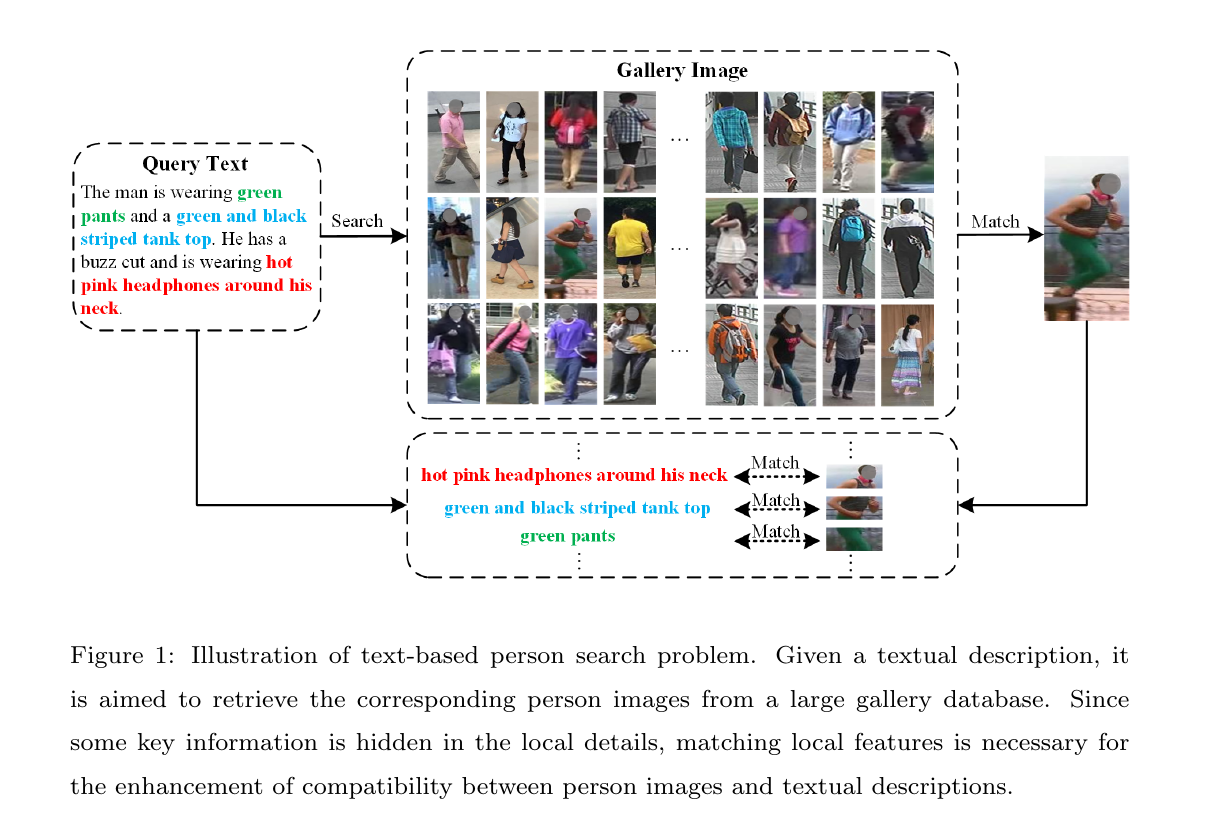 Gallery Image
Query Text
The man is wearing green
pants and a green and black
striped tank top. He has a
buzz cut and is wearing hot
pink headphones around his
neck.
Search
...
...
...
Match
hot pink headphones around his neck
Match
green and black striped tank top
Match
green pants
Match
Figure 1: Illustration of text-based person search problem. Given a textual description, it
is aimed to retrieve the corresponding person images from a large gallery database. Since
some key information is hidden in the local details, matching local features is necessary for
the enhancement of compatibility between person images and textual descriptions.